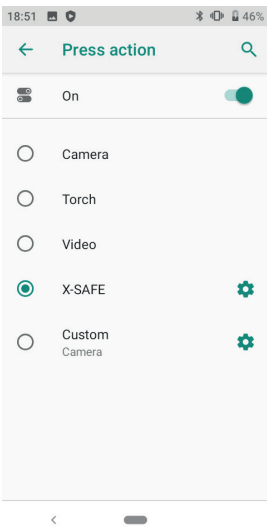 18:51 46%
Press action
On
Camera
Torch
Video
X-SAFE
Custom
Camera